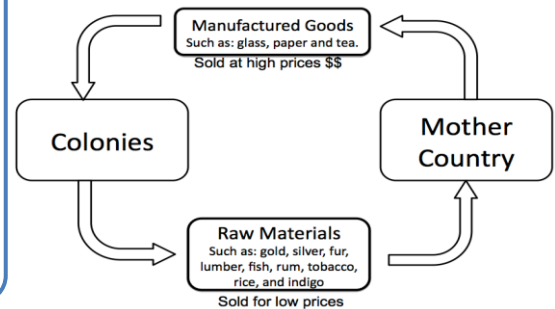 Manufactured Goods
Such as: glass, paper and tea.
Sold at high prices $$
Colonies
Mother
Country
Raw Materials
Such as: gold, silver, fur,
lumber, fish, rum, tobacco,
rice, and indigo
Sold for low prices